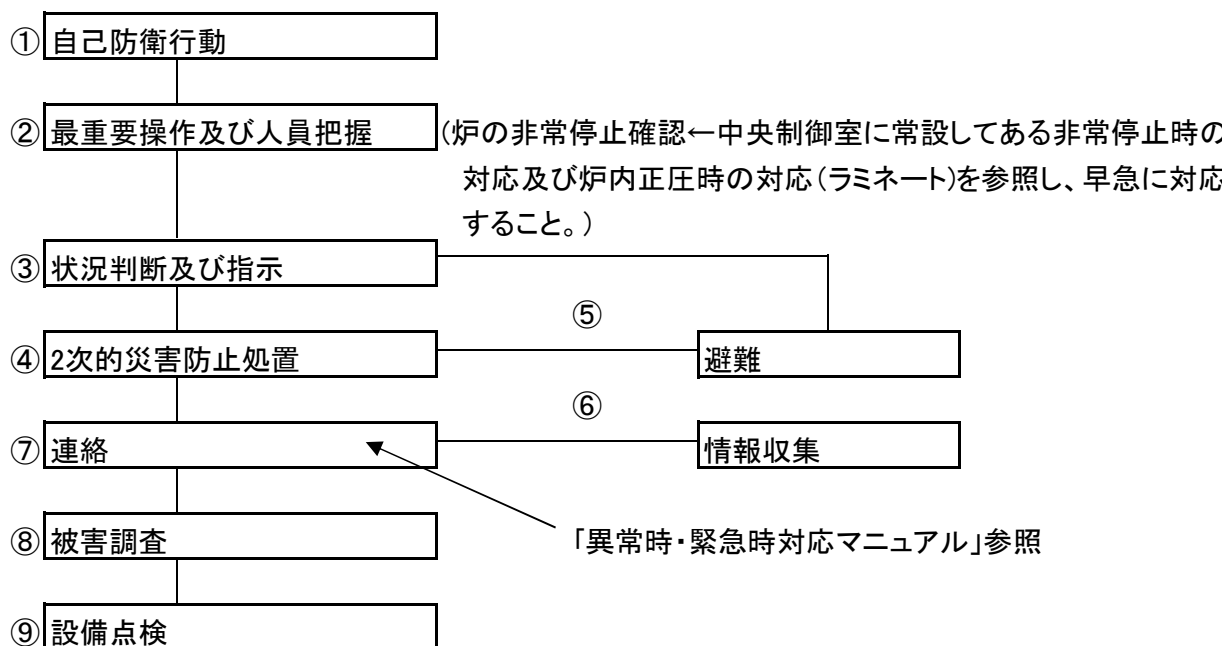 ① 自己防衛行動
② 最重要操作及び人員把握 (炉の非常停止確認←中央制御室に常設してある非常停止時の
対応及び炉内正圧時の対応(ラミネート)を参照し、早急に対応
すること。)
③ 状況判断及び指示
⑤
④ 2次的災害防止処置 避難
⑥
⑦ 連絡 情報収集
⑧ 被害調査 「異常時・緊急時対応マニュアル」参照
⑨ 設備点検